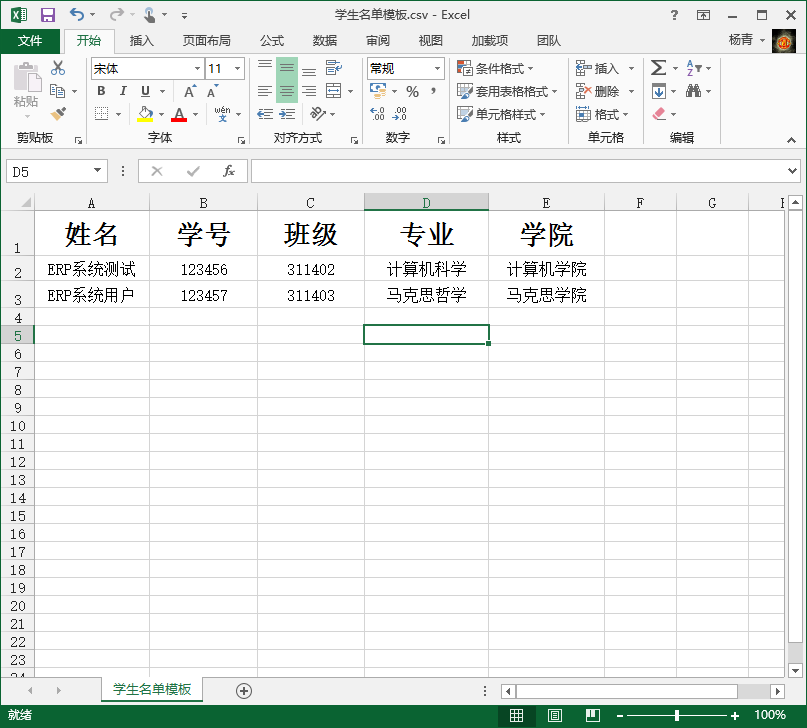 学生名单模板.csv - Excel
文件 开始 插入 页面布局 公式 数据 审阅 视图 加载项 团队 杨青
宋体 11 常规 条件格式 插入
粘贴 B I U A A % , 套用表格格式 删除
A wén 文 .00 单元格样式 格式
剪贴板 字体 对齐方式 数字 样式 单元格 编辑
D5 fx
A B C D E F G
1 姓名 学号 班级 专业 学院
2 ERP系统测试 123456 311402 计算机科学 计算机学院
3 ERP系统用户 123457 311403 马克思哲学 马克思学院
4
5
6
7
8
9
10
11
12
13
14
15
16
17
18
19
20
21
22
23
24
学生名单模板
就绪 100%